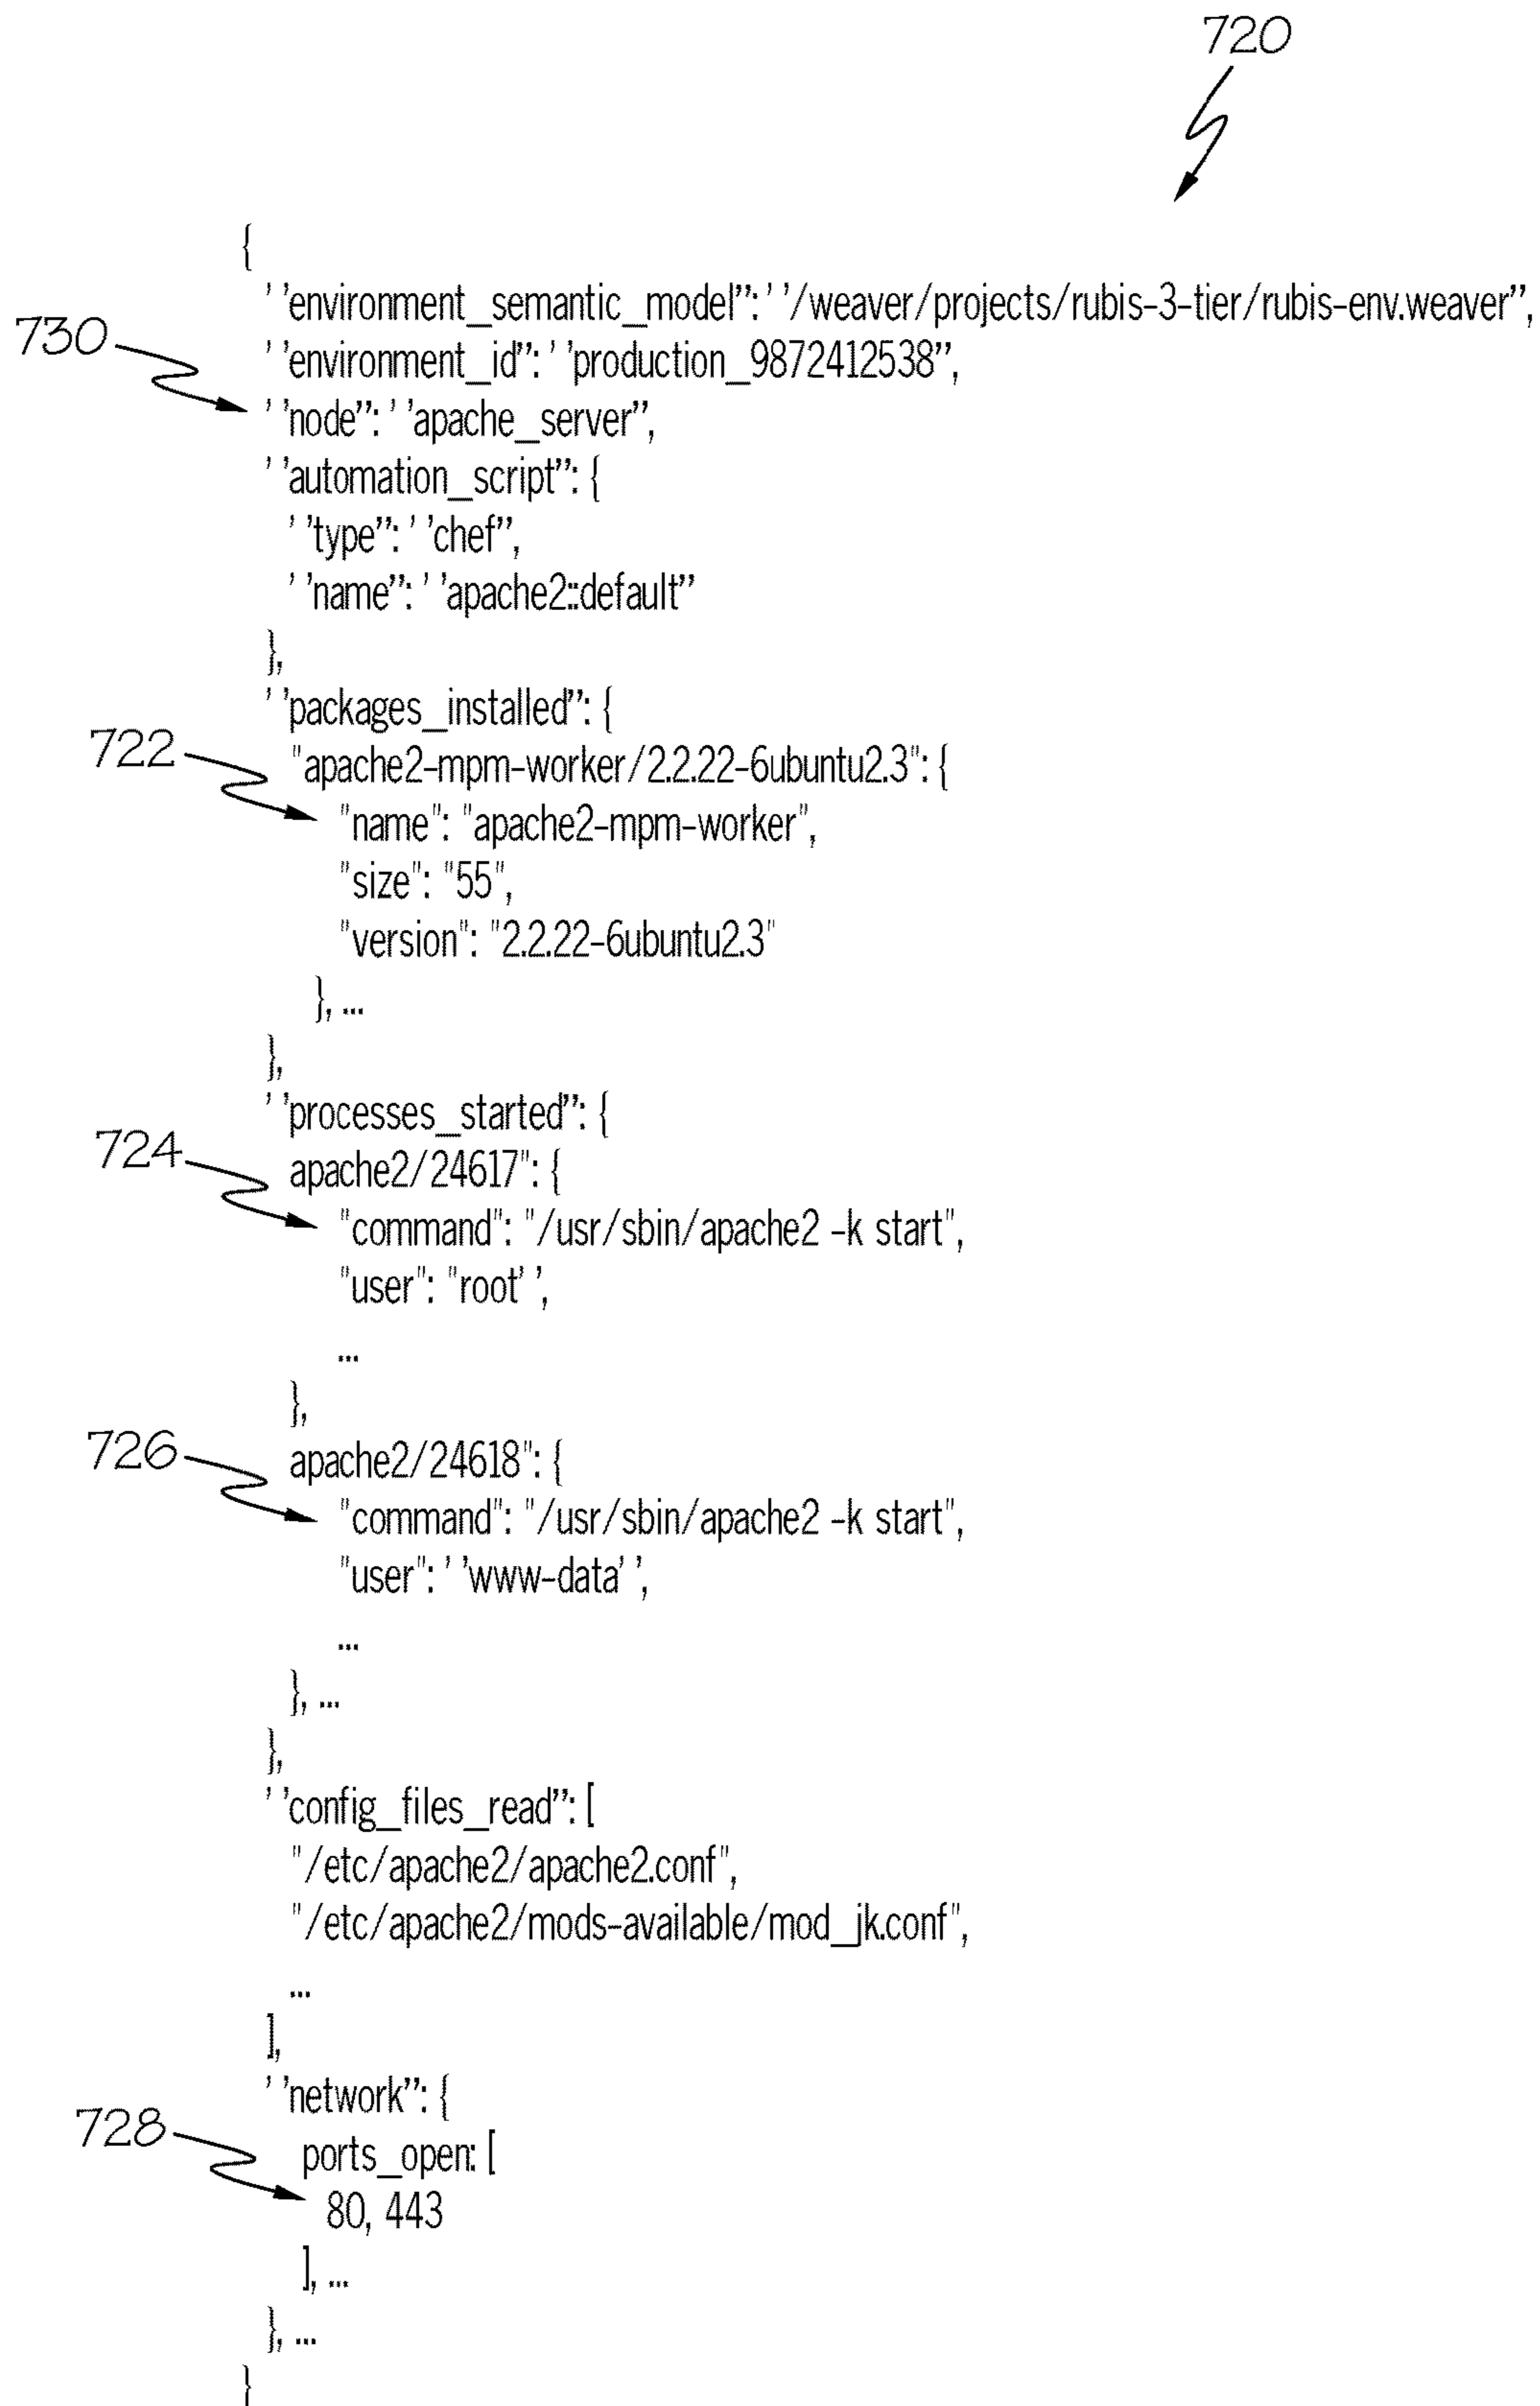 720
{
' 'environment_semantic_model”: ' '/weaver/projects/rubis-3-tier/rubis-env.weaver”,
730
' 'environment_id”: ' 'production_9872412538”,
' 'node”: ' 'apache_server”,
' 'automation_script”: {
' 'type”: ' 'chef”,
' 'name”: ' 'apache2::default”
},
' 'packages_installed”: {
722
"apache2-mpm-worker/2.2.22-6ubuntu2.3": {
"name": "apache2-mpm-worker",
"size": "55",
"version": "2.2.22-6ubuntu2.3"
}, ...
},
' 'processes_started”: {
724
apache2/24617": {
"command": "/usr/sbin/apache2 -k start",
"user": "root' ',
...
},
726
apache2/24618": {
"command": "/usr/sbin/apache2 -k start",
"user": ' 'www-data' ',
...
}, ...
},
' 'config_files_read”: [
"/etc/apache2/apache2.conf",
"/etc/apache2/mods-available/mod_jk.conf",
...
],
' 'network”: {
728
ports_open: [
80, 443
], ...
}, ...
}